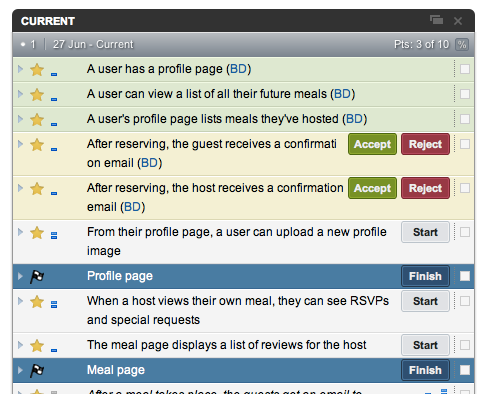 CURRENT
1 27 Jun - Current Pts: 3 of 10 %
A user has a profile page (BD)
A user can view a list of all their future meals (BD)
A user's profile page lists meals they've hosted (BD)
After reserving, the guest receives a confirmati Accept Reject
on email (BD)
After reserving, the host receives a confirmation Accept Reject
email (BD)
From their profile page, a user can upload a new profile Start
image
Profile page Finish
When a host views their own meal, they can see RSVPs Start
and special requests
The meal page displays a list of reviews for the host Start
Meal page Finish
After a meal takes place, the guests get an email to